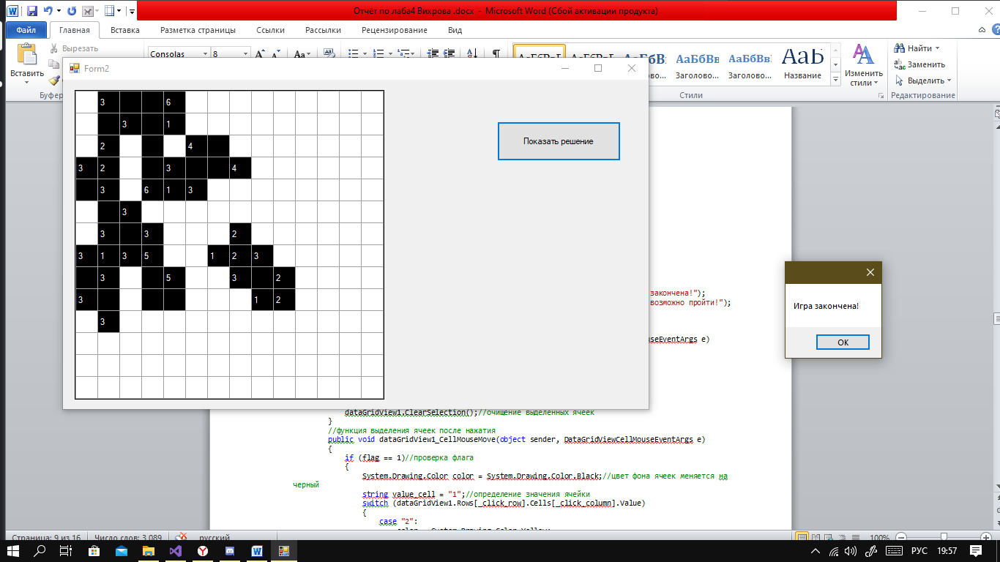 Отчёт по лаба4 Вихрова .docx - Microsoft Word (Сбой активации продукта)
Файл Главная Вставка Разметка страницы Ссылки Рассылки Рецензирование Вид
Вырезать
Вставить
Буфер
Consolas 8
Заголово... Заголово... Название
Изменить стили
Стили
Найти
Заменить
Выделить
Редактирование
Form2
3 6
3 1
2 4
3 2 3 4
3 6 1 3
3
3 3 2
3 1 3 5 1 2 3
3 5 3 2
3 1 2
3
Показать решение
Игра закончена!
ОК
закончена!");
возможно пройти!");
useEventArgs e)
dataGridView1.ClearSelection();//очищение выделенных ячеек
}
//функция выделения ячеек после нажатия
public void dataGridView1_CellMouseMove(object sender, DataGridViewCellMouseEventArgs e)
{
if (flag == 1)//проверка флага
{
System.Drawing.Color color = System.Drawing.Color.Black;//цвет фона ячеек меняется на
черный
string value_cell = "1";//определение значения ячейки
switch (dataGridView1.Rows[_click_row].Cells[_click_column].Value)
{
case "2":
color = System.Drawing.Color.Yellow;
Страница: 9 из 16 Число слов: 3 089 русский 100%
РУС 19:57